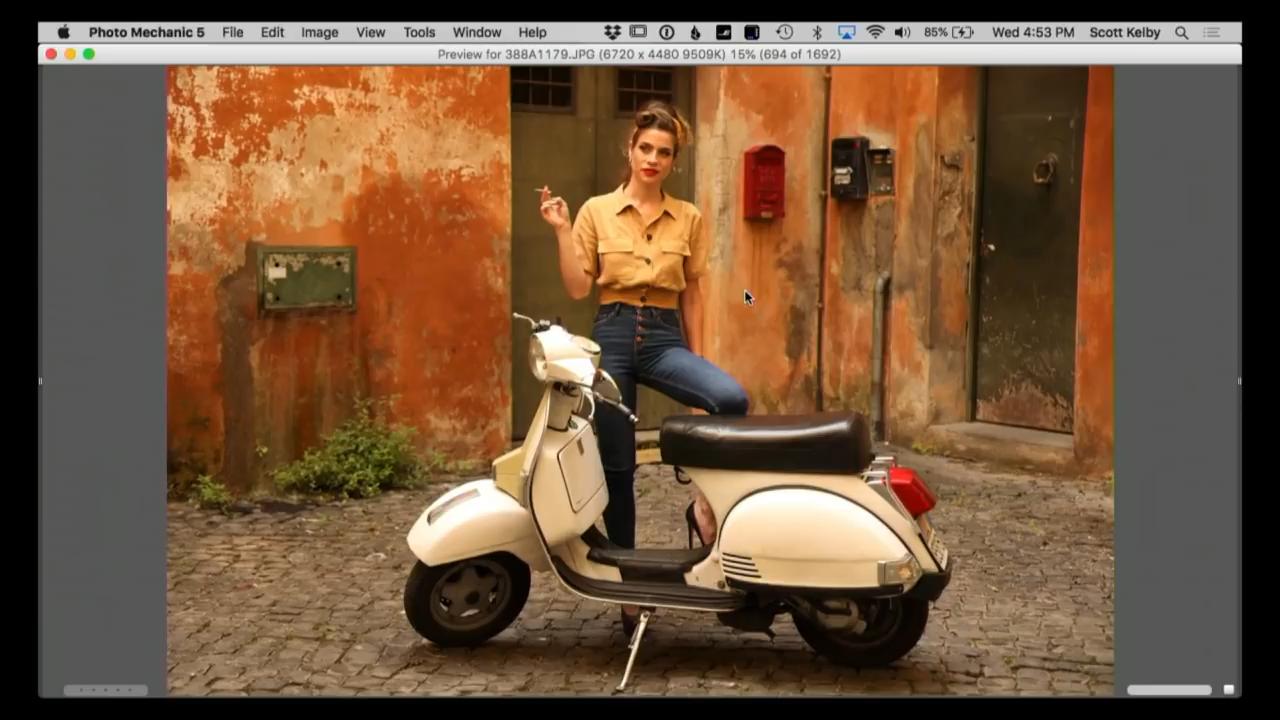 Photo Mechanic 5 File Edit Image View Tools Window Help 85% Wed 4:53 PM Scott Kelby
Preview for 388A1179.JPG (6720 x 4480 9509K) 15% (694 of 1692)